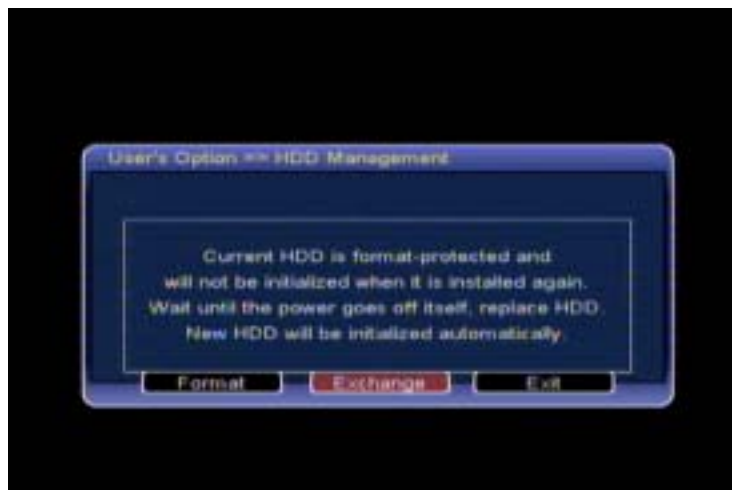 User's Option >> HDD Management
Current HDD is format-protected and
will not be initialized when it is installed again.
Wait until the power goes off itself, replace HDD.
New HDD will be initialized automatically.
Format Exchange Exit